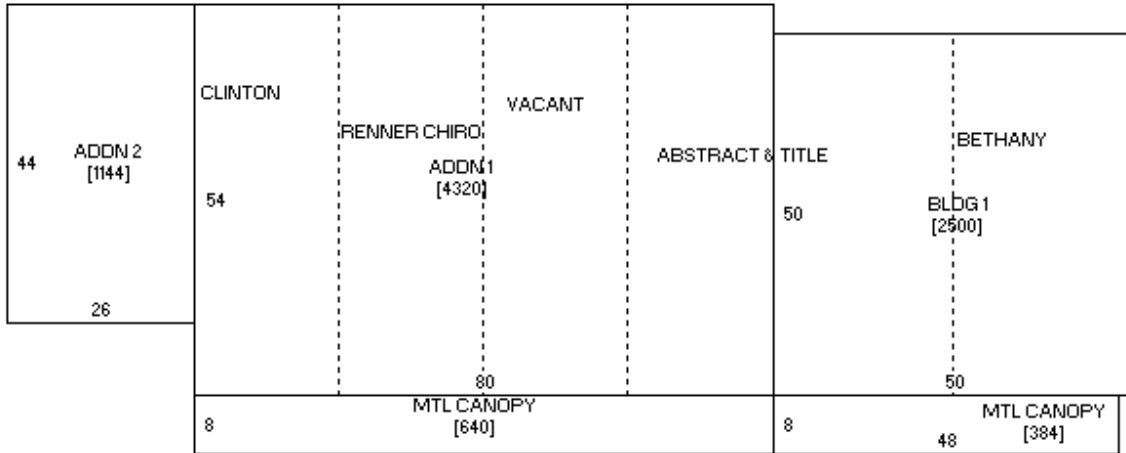 CLINTON
VACANT
RENNER CHIRO
BETHANY
44
ADDN 2
[1144]
ADDN 1
[4320]
ABSTRACT & TITLE
54
50
BLDG 1
[2500]
26
80
50
8
MTL CANOPY
[640]
8
48
MTL CANOPY
[384]